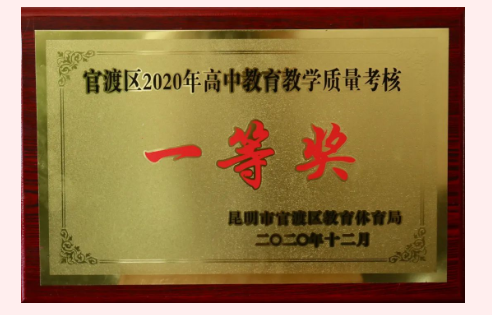 官渡区2020年高中教育教学质量考核
一等奖
昆明市官渡区教育体育局
二〇二〇年十二月